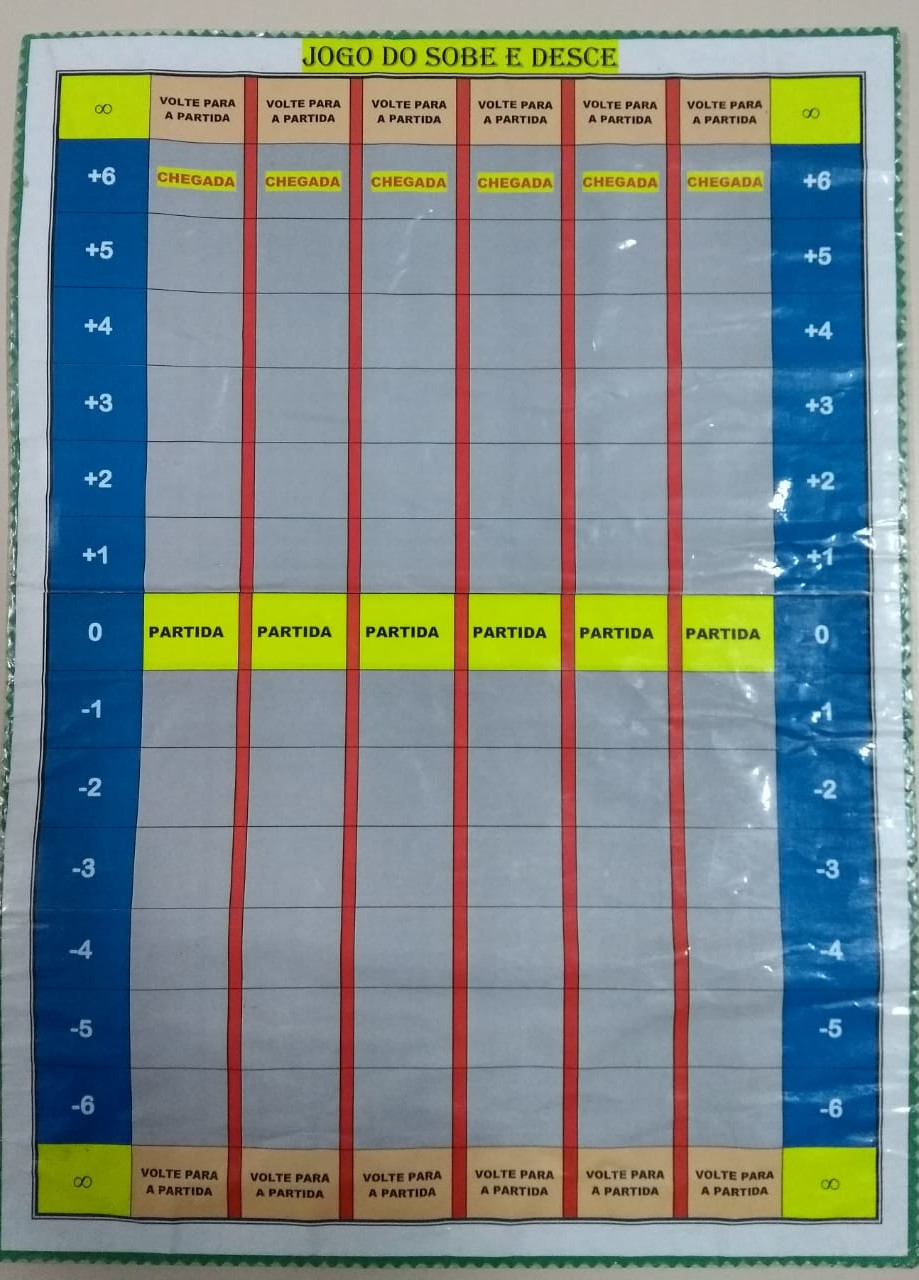 JOGO DO SOBE E DESCE
∞ VOLTE PARA A PARTIDA VOLTE PARA A PARTIDA VOLTE PARA A PARTIDA VOLTE PARA A PARTIDA VOLTE PARA A PARTIDA VOLTE PARA A PARTIDA ∞
+6 CHEGADA CHEGADA CHEGADA CHEGADA CHEGADA CHEGADA +6
+5 +5
+4 +4
+3 +3
+2 +2
+1 +1
0 PARTIDA PARTIDA PARTIDA PARTIDA PARTIDA PARTIDA 0
-1 -1
-2 -2
-3 -3
-4 -4
-5 -5
-6 -6
∞ VOLTE PARA A PARTIDA VOLTE PARA A PARTIDA VOLTE PARA A PARTIDA VOLTE PARA A PARTIDA VOLTE PARA A PARTIDA VOLTE PARA A PARTIDA ∞